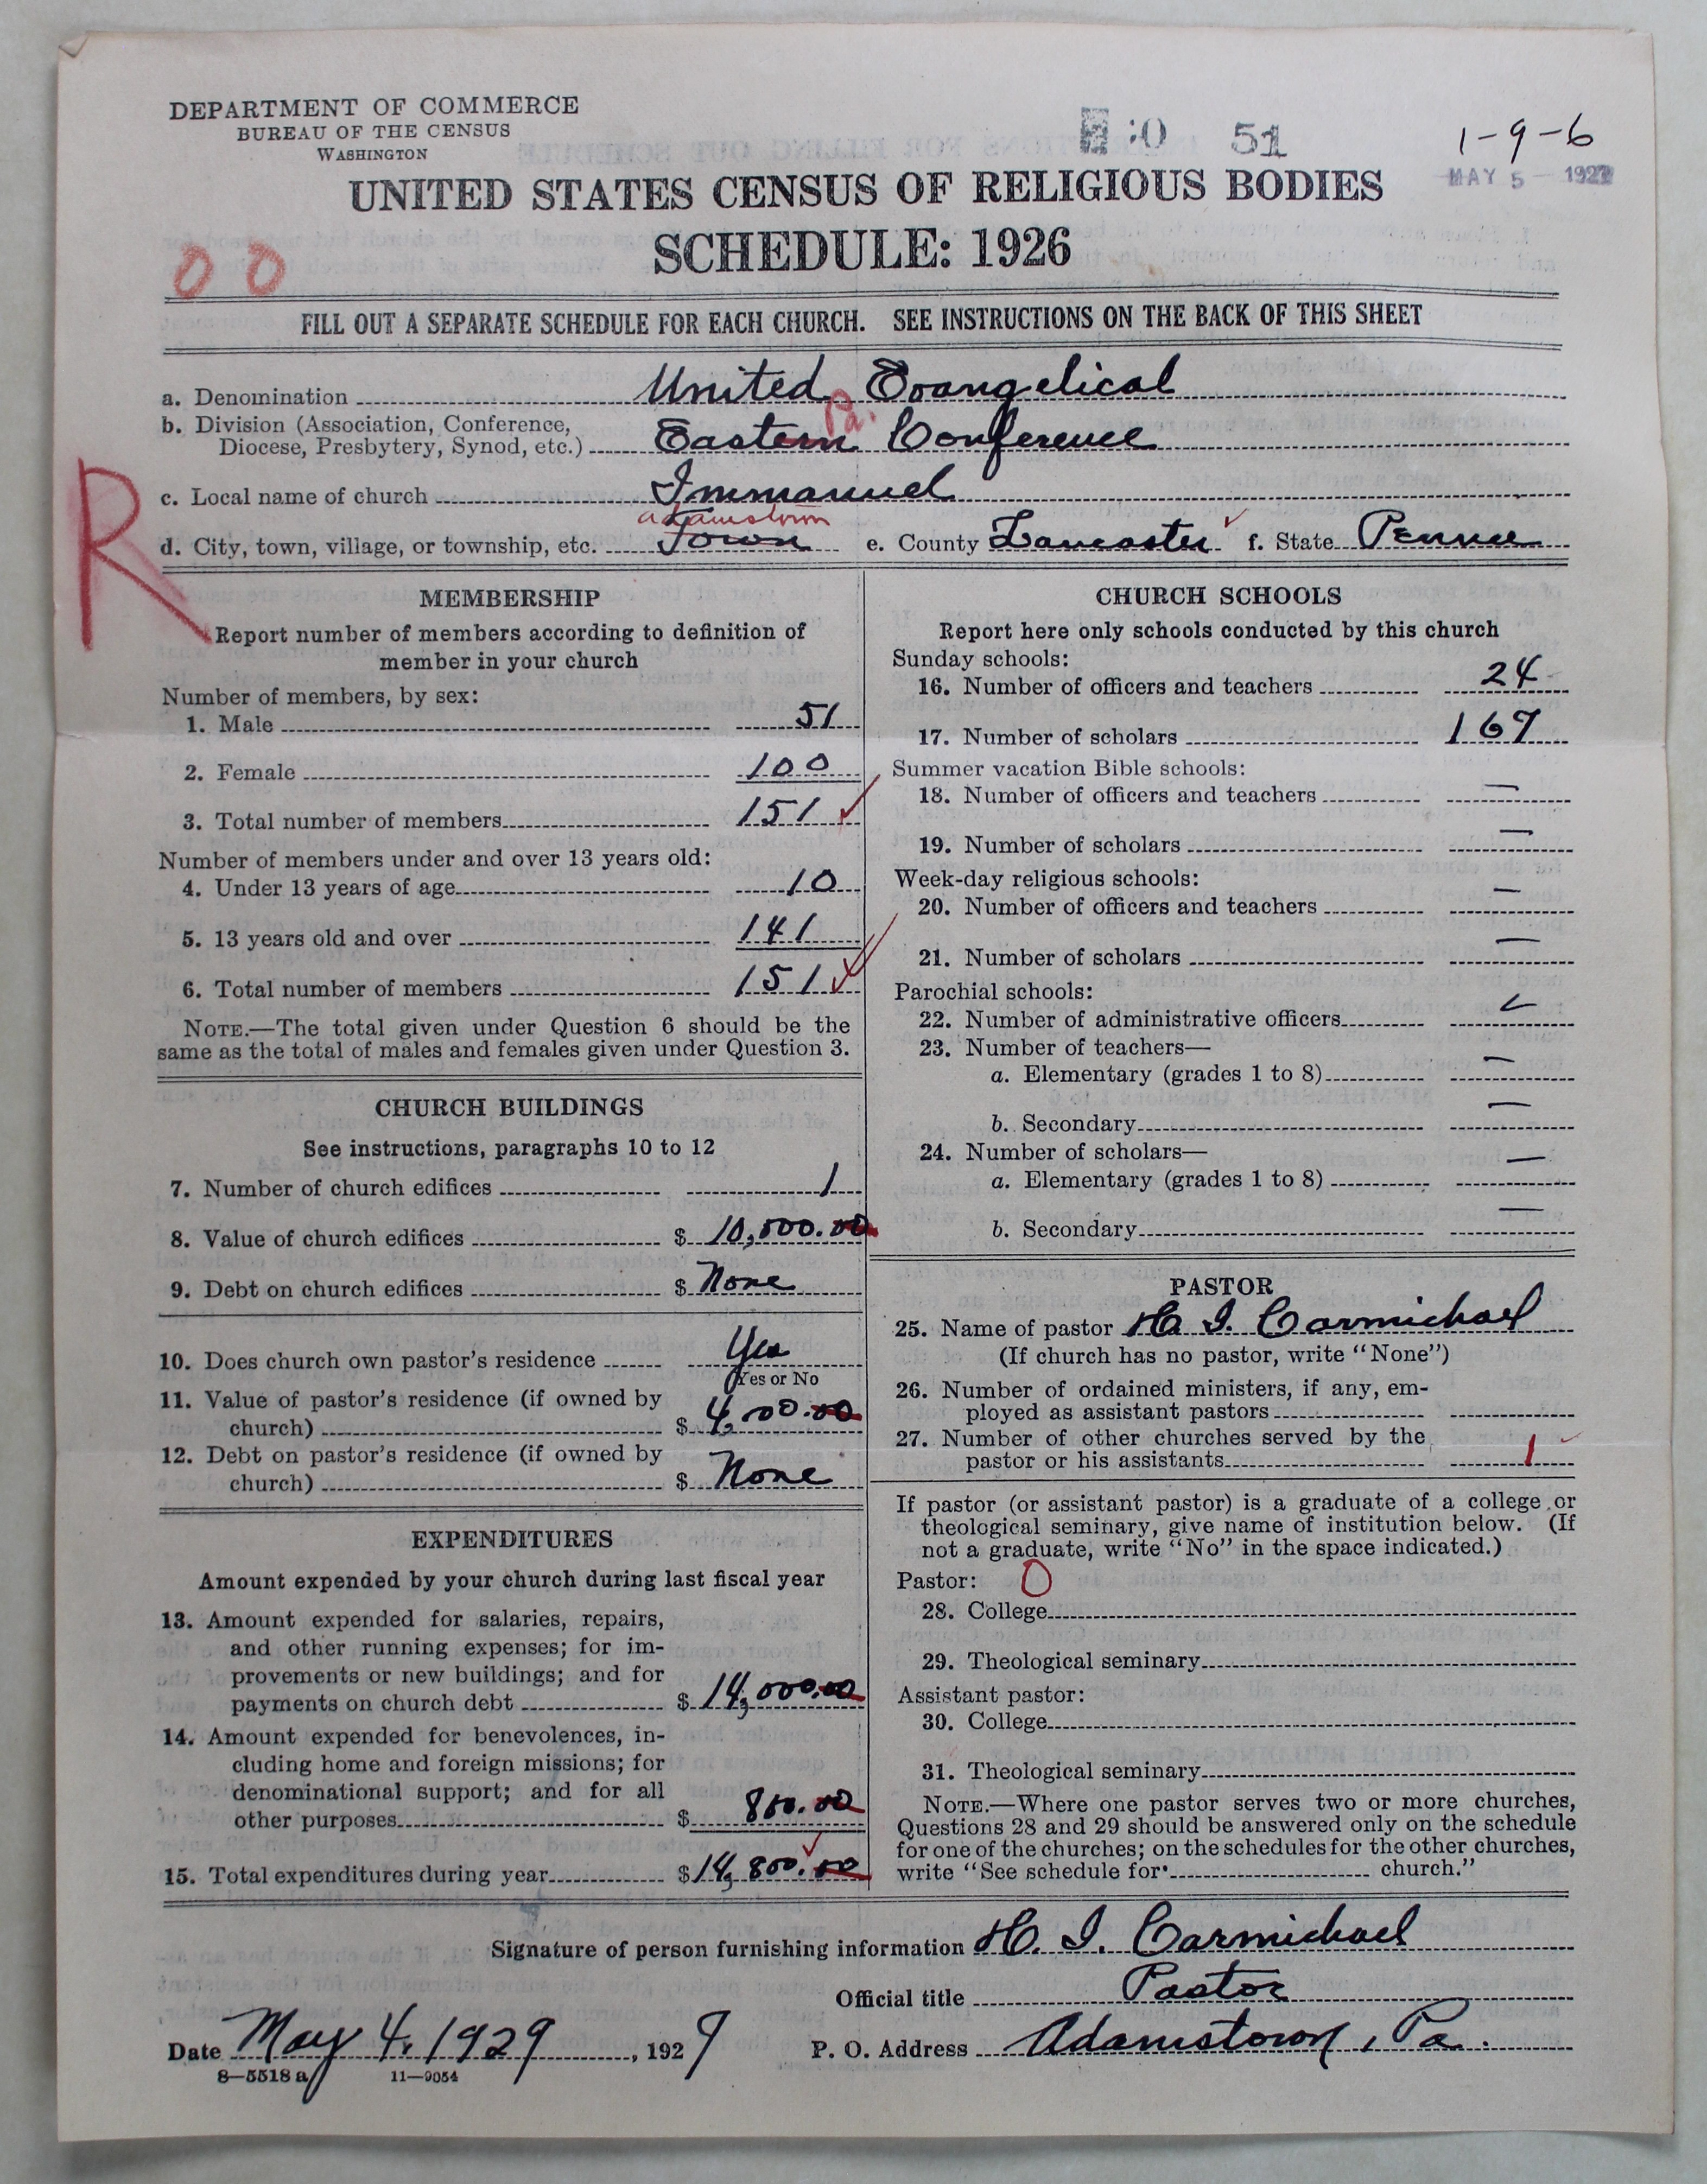 DEPARTMENT OF COMMERCE
BUREAU OF THE CENSUS
WASHINGTON
:0 51
1-9-6
MAY 5 1927
UNITED STATES CENSUS OF RELIGIOUS BODIES
SCHEDULE: 1926
00
FILL OUT A SEPARATE SCHEDULE FOR EACH CHURCH. SEE INSTRUCTIONS ON THE BACK OF THIS SHEET
a. Denomination United Evangelical
b. Division (Association, Conference,
Pa.
Diocese, Presbytery, Synod, etc.) Eastern Conference
R
c. Local name of church Immanuel
adamstown
d. City, town, village, or township, etc. Town e. County Lancaster f. State Penna
MEMBERSHIP
Report number of members according to definition of
member in your church
Number of members, by sex:
1. Male 51
2. Female 100
3. Total number of members 151
Number of members under and over 13 years old:
4. Under 13 years of age 10
5. 13 years old and over 141
6. Total number of members 151
NOTE.—The total given under Question 6 should be the
same as the total of males and females given under Question 3.
CHURCH BUILDINGS
See instructions, paragraphs 10 to 12
7. Number of church edifices 1
8. Value of church edifices $ 10,000.00
9. Debt on church edifices $ None
10. Does church own pastor's residence Yes
Yes or No
11. Value of pastor's residence (if owned by
church) $ 4,00.00
12. Debt on pastor's residence (if owned by
church) $ None
EXPENDITURES
Amount expended by your church during last fiscal year
13. Amount expended for salaries, repairs,
and other running expenses; for im-
provements or new buildings; and for
payments on church debt $ 14,000.00
14. Amount expended for benevolences, in-
cluding home and foreign missions; for
denominational support; and for all
other purposes $ 800.00
15. Total expenditures during year $ 14,800.00
CHURCH SCHOOLS
Report here only schools conducted by this church
Sunday schools:
16. Number of officers and teachers 24
17. Number of scholars 167
Summer vacation Bible schools:
18. Number of officers and teachers —
19. Number of scholars —
Week-day religious schools:
20. Number of officers and teachers —
21. Number of scholars —
Parochial schools:
22. Number of administrative officers —
23. Number of teachers—
a. Elementary (grades 1 to 8) —
b. Secondary —
24. Number of scholars—
a. Elementary (grades 1 to 8) —
b. Secondary —
PASTOR
25. Name of pastor H. I. Carmichael
(If church has no pastor, write "None")
26. Number of ordained ministers, if any, em-
ployed as assistant pastors
27. Number of other churches served by the
pastor or his assistants 1
If pastor (or assistant pastor) is a graduate of a college or
theological seminary, give name of institution below. (If
not a graduate, write "No" in the space indicated.)
Pastor: 0
28. College
29. Theological seminary
Assistant pastor:
30. College
31. Theological seminary
NOTE.—Where one pastor serves two or more churches,
Questions 28 and 29 should be answered only on the schedule
for one of the churches; on the schedules for the other churches,
write "See schedule for church."
Signature of person furnishing information H. I. Carmichael
Official title Pastor
Date May 4, 1929, 1927 P. O. Address Adamstown, Pa.
8—5518 a 11—9054